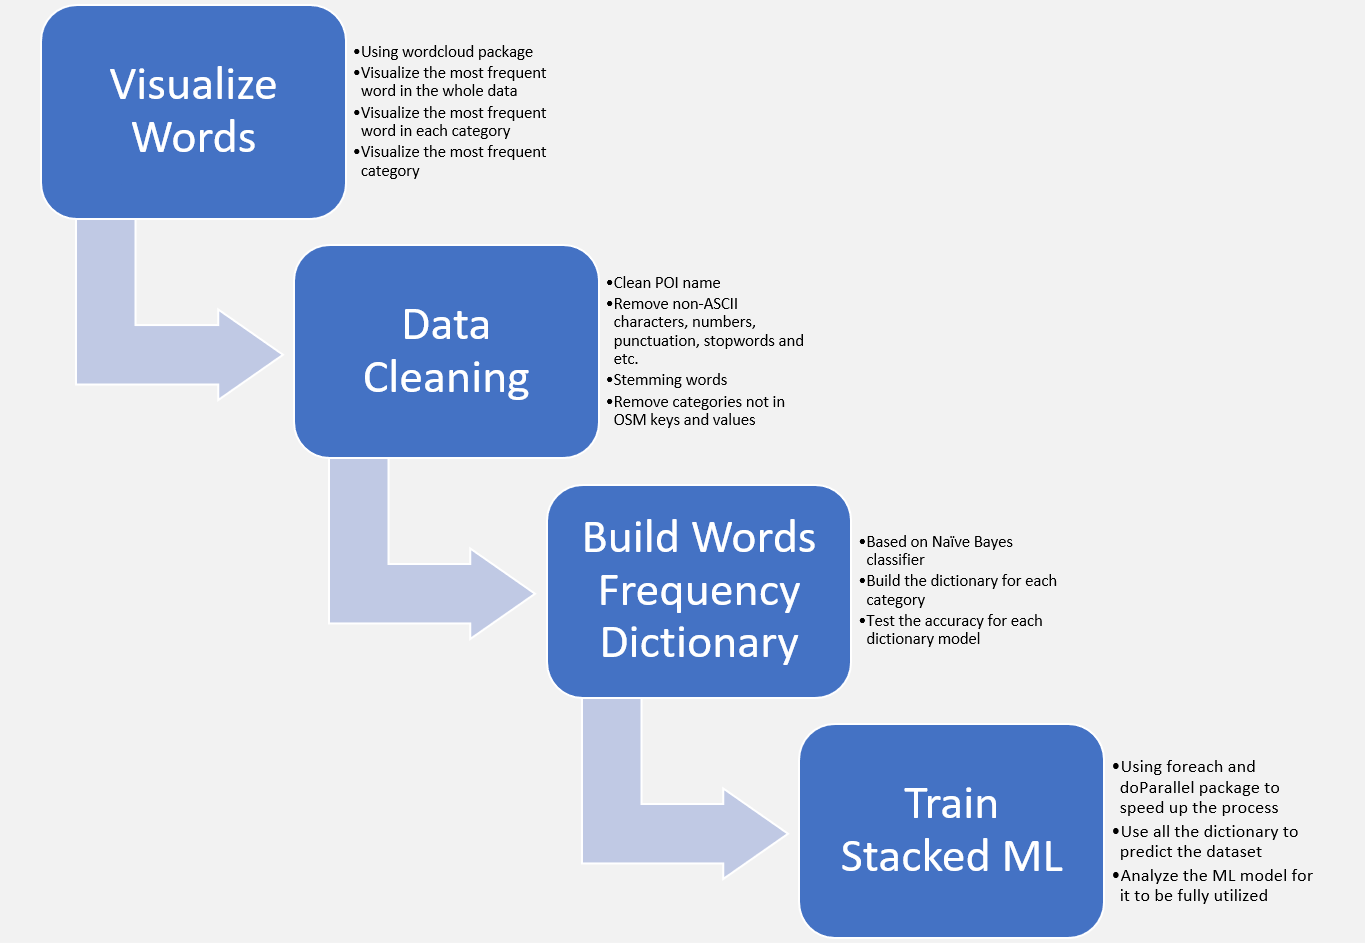 Visualize
Words
•Using wordcloud package
•Visualize the most frequent
word in the whole data
•Visualize the most frequent
word in each category
•Visualize the most frequent
category
Data
Cleaning
•Clean POI name
•Remove non-ASCII
characters, numbers,
punctuation, stopwords and
etc.
•Stemming words
•Remove categories not in
OSM keys and values
Build Words
Frequency
Dictionary
•Based on Naïve Bayes
classifier
•Build the dictionary for each
category
•Test the accuracy for each
dictionary model
Train
Stacked ML
•Using foreach and
doParallel package to
speed up the process
•Use all the dictionary to
predict the dataset
•Analyze the ML model for
it to be fully utilized